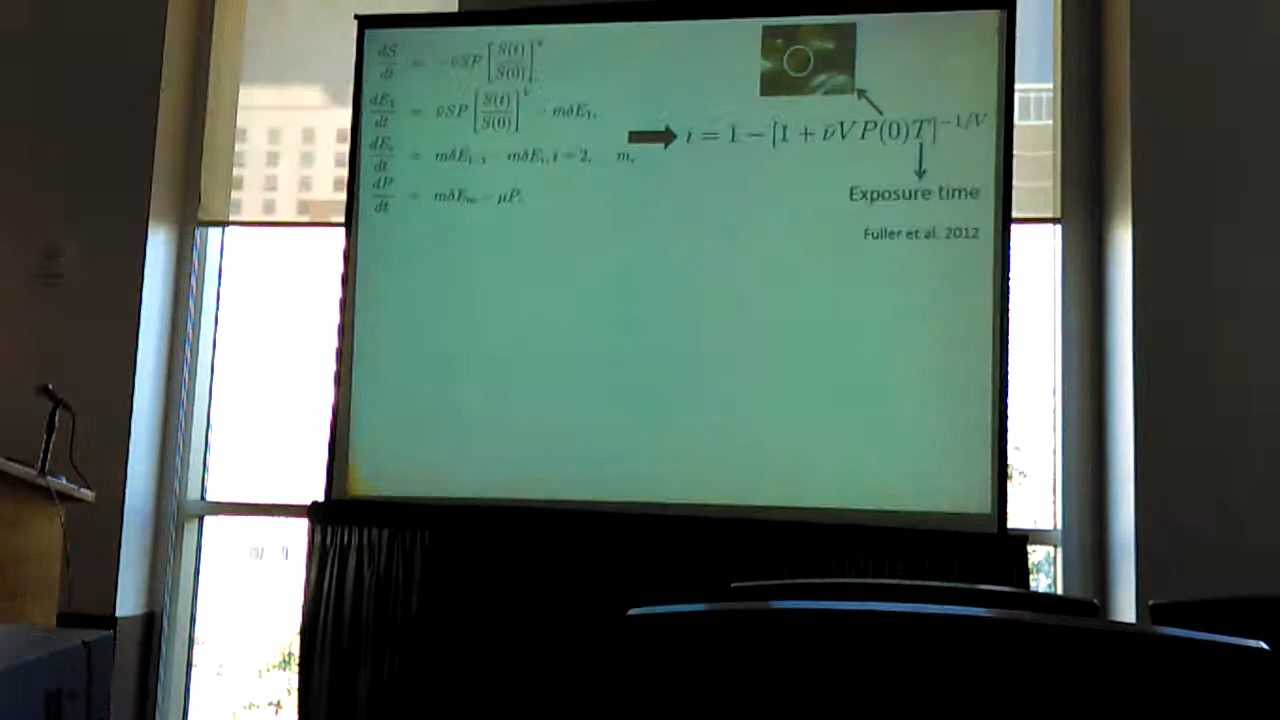 dS/dt = -ν̄SP [S(t)/S(0)]^V
dE₁/dt = ν̄SP [S(t)/S(0)]^V - mδE₁,
dEᵢ/dt = mδEᵢ₋₁ - mδEᵢ, i = 2, m,
dP/dt = mδEₘ - μP.
i = 1 - [1 + ν̄VP(0)T]^-1/V
Exposure time
Fuller et al. 2012